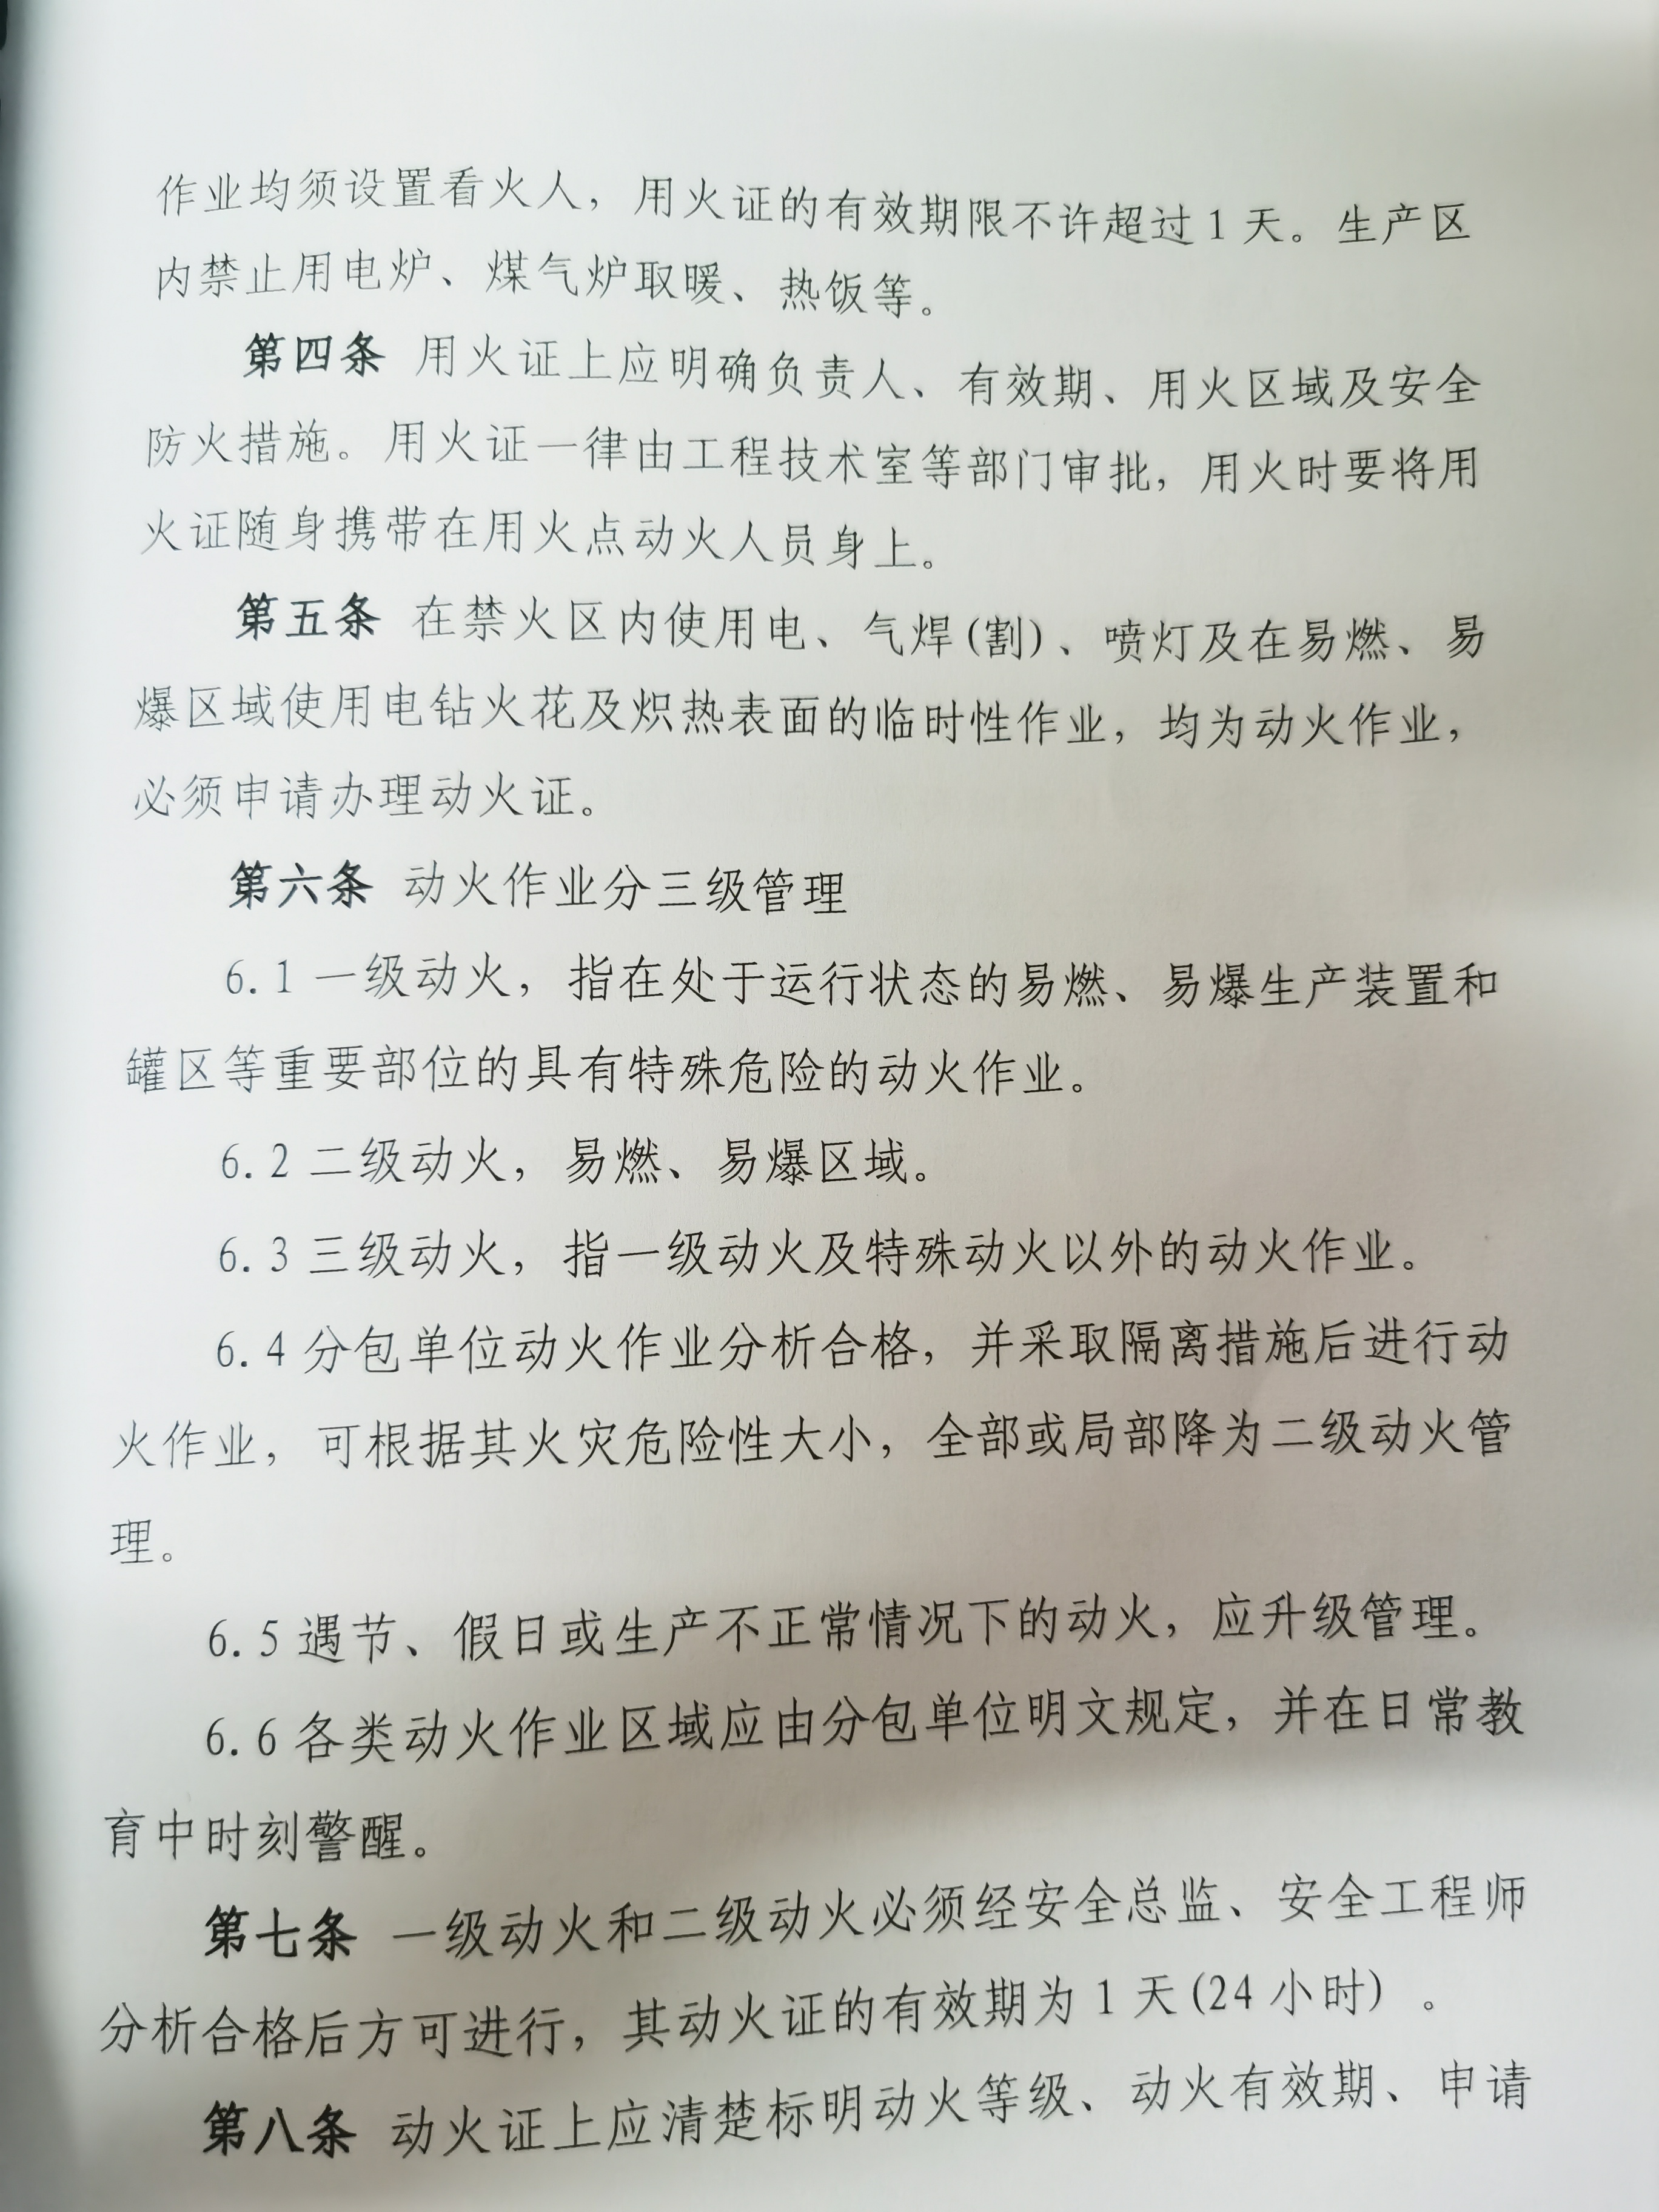 作业均须设置看火人，用火证的有效期限不许超过1天。生产区
内禁止用电炉、煤气炉取暖、热饭等。
第四条 用火证上应明确负责人、有效期、用火区域及安全
防火措施。用火证一律由工程技术室等部门审批，用火时要将用
火证随身携带在用火点动火人员身上。
第五条 在禁火区内使用电、气焊(割)、喷灯及在易燃、易
爆区域使用电钻火花及炽热表面的临时性作业，均为动火作业，
必须申请办理动火证。
第六条 动火作业分三级管理
6.1 一级动火，指在处于运行状态的易燃、易爆生产装置和
罐区等重要部位的具有特殊危险的动火作业。
6.2 二级动火，易燃、易爆区域。
6.3 三级动火，指一级动火及特殊动火以外的动火作业。
6.4 分包单位动火作业分析合格，并采取隔离措施后进行动
火作业，可根据其火灾危险性大小，全部或局部降为二级动火管
理。
6.5 遇节、假日或生产不正常情况下的动火，应升级管理。
6.6 各类动火作业区域应由分包单位明文规定，并在日常教
育中时刻警醒。
第七条 一级动火和二级动火必须经安全总监、安全工程师
分析合格后方可进行，其动火证的有效期为 1 天(24 小时) 。
第八条 动火证上应清楚标明动火等级、动火有效期、申请